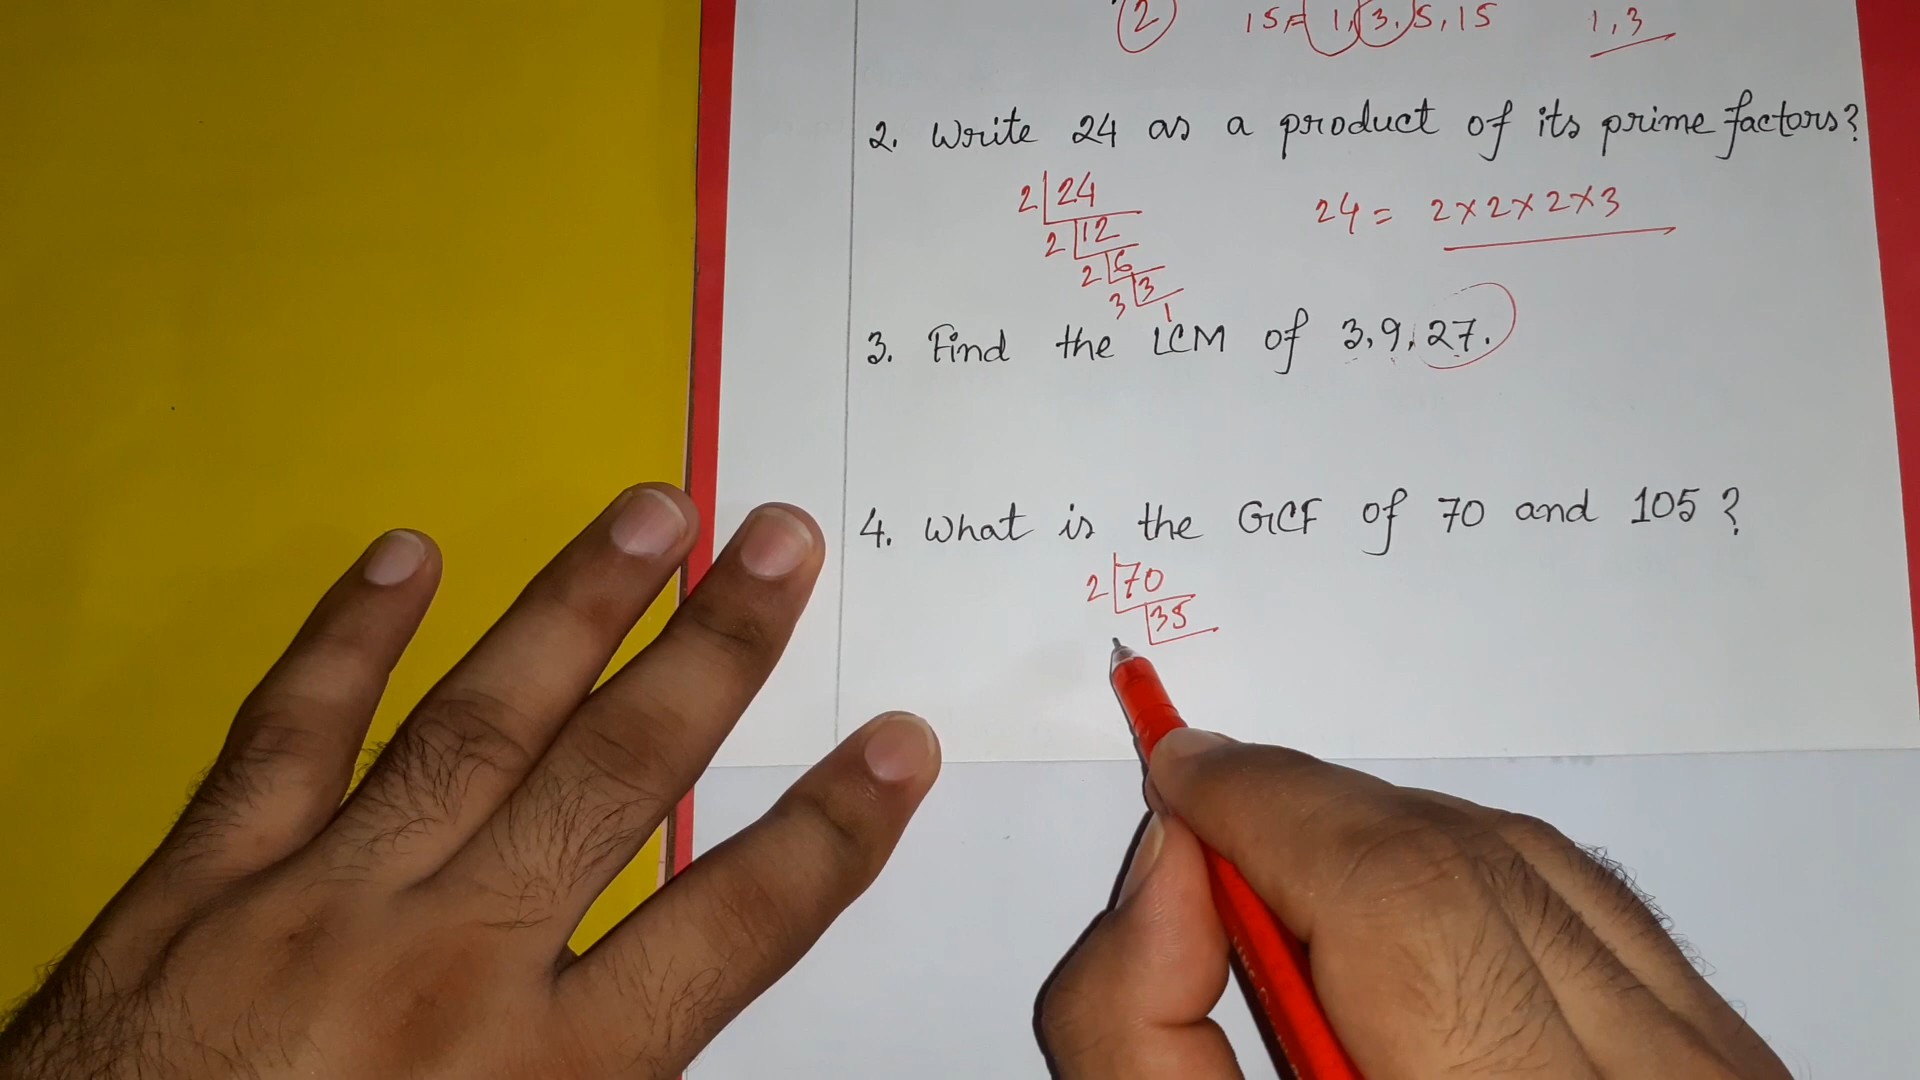 2 15 = 1, 3, 5, 15 1, 3
2. Write 24 as a product of its prime factors?
2 24 24 = 2×2×2×3
2 12
2 6
3 3
1
3. Find the LCM of 3, 9, 27.
4. What is the GCF of 70 and 105?
2 70
35